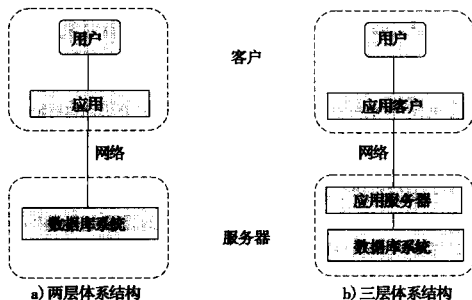 用户
客户
用户
应用
应用客户
网络
网络
应用服务器
数据库系统
服务器
数据库系统
a) 两层体系结构
b) 三层体系结构